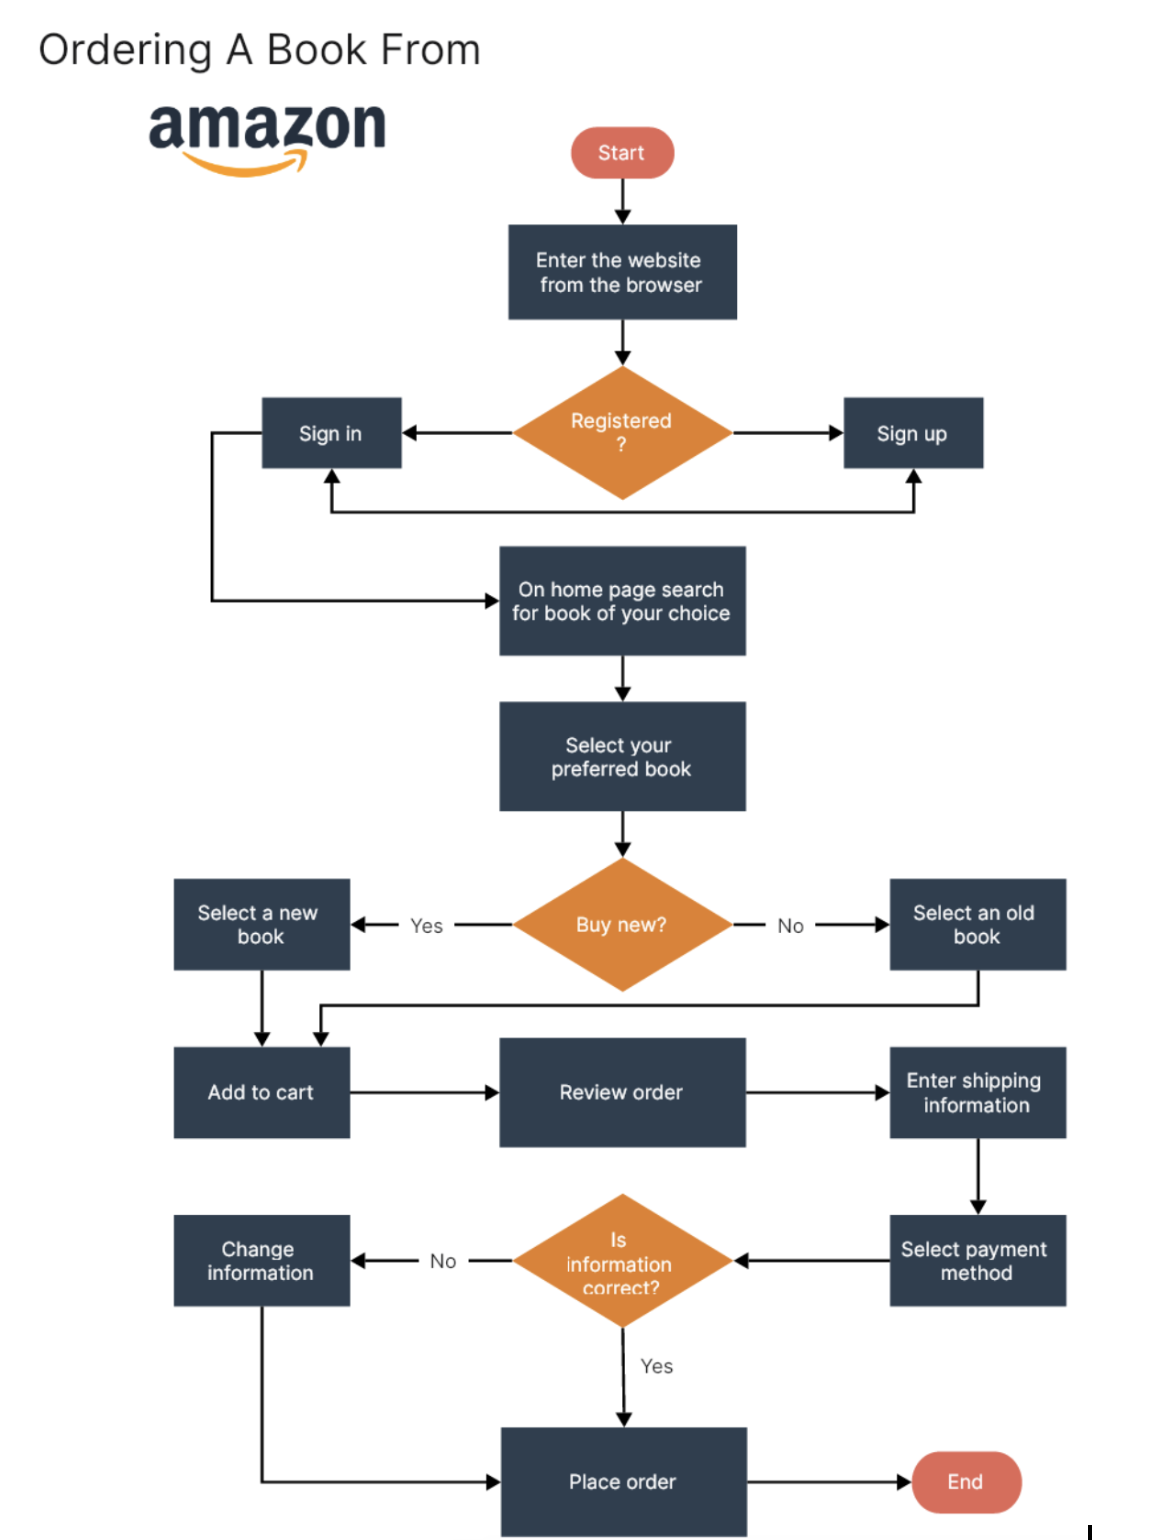 Ordering A Book From
amazon
Start
Enter the website
from the browser
Registered
?
Sign in
Sign up
On home page search
for book of your choice
Select your
preferred book
Buy new?
Yes
No
Select a new
book
Select an old
book
Add to cart
Review order
Enter shipping
information
Select payment
method
Is
information
correct?
No
Change
information
Yes
Place order
End